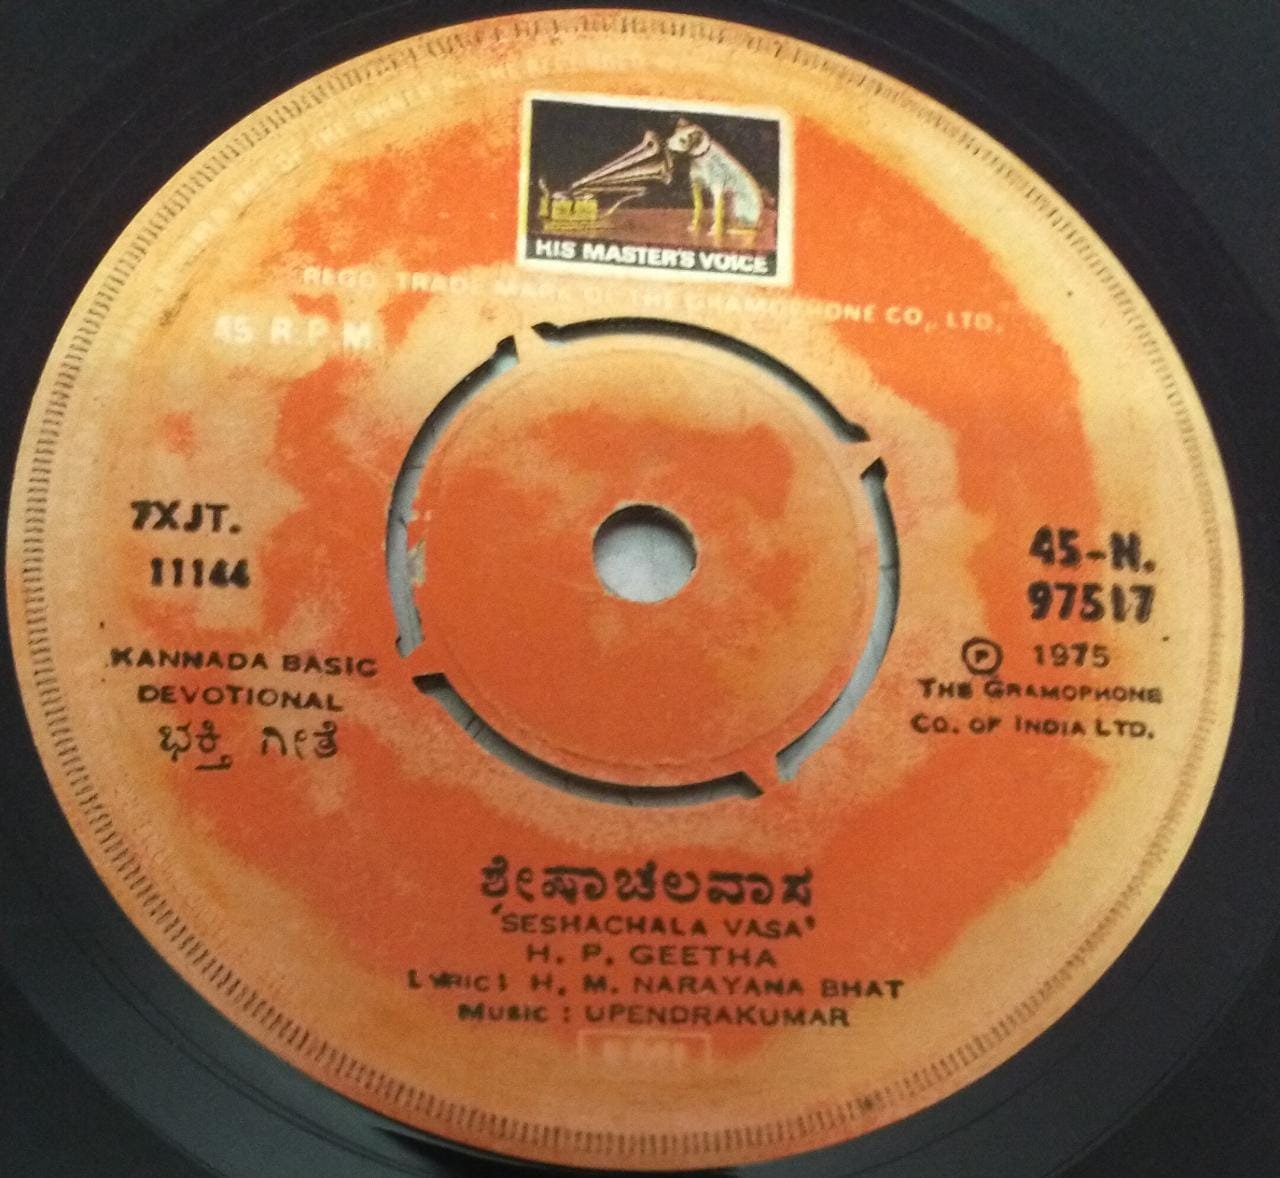 HIS MASTER'S VOICE
REGD. TRADE MARK OF THE GRAMOPHONE CO., LTD.
45 R.P.M.
7XJT.
11144
KANNADA BASIC
DEVOTIONAL
ಭಕ್ತಿ ಗೀತೆ
45-N.
97517
Ⓟ 1975
THE GRAMOPHONE
CO. OF INDIA LTD.
ಶೇಷಾಚಲವಾಸ
'SESHACHALA VASA'
H. P. GEETHA
LYRIC: H. M. NARAYANA BHAT
MUSIC : UPENDRAKUMAR